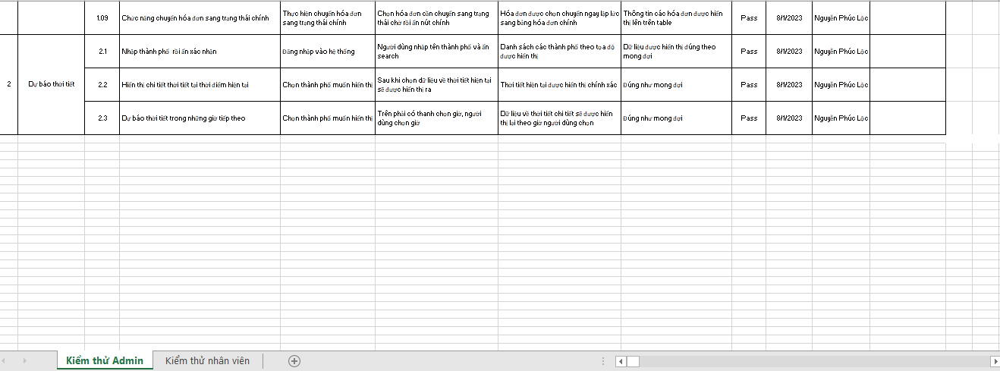 1.09
Chức năng chuyển hóa đơn sang trạng thái chính
Thực hiện chuyển hóa đơn
sang trạng thái chính
Chọn hóa đơn cần chuyển sang trạng
thái chờ rồi ấn nút chính
Hóa đơn được chọn chuyển ngay lập lức
sang bảng hóa đơn chính
Thông tin các hóa đơn được hiển
thị lên trên table
Pass
8/1/2023
Nguyễn Phúc Lộc
2
Dự báo thời tiết
2.1
Nhập thành phố rồi ấn xác nhận
Đăng nhập vào hệ thống
Người dùng nhập tên thành phố và ấn
search
Danh sách các thành phố theo tọa độ
được hiển thị
Dữ liệu được hiển thị đúng theo
mong đợi
Pass
8/1/2023
Nguyễn Phúc Lộc
2.2
Hiển thị chi tiết thời tiết tại thời điểm hiện tại
Chọn thành phố muốn hiển thị
Sau khi chọn dữ liệu về thời tiết hiện tại
sẽ được hiển thị ra
Thời tiết hiện tại được hiển thị chính xác
Đúng như mong đợi
Pass
8/1/2023
Nguyễn Phúc Lộc
2.3
Dự báo thời tiết trong những giờ tiếp theo
Chọn thành phố muốn hiển thị
Trên phải có thanh chọn giờ, người
dùng chọn giờ
Dữ liệu về thời tiết chi tiết sẽ được hiển
thị lại theo giờ người dùng chọn
Đúng như mong đợi
Pass
8/1/2023
Nguyễn Phúc Lộc
Kiểm thử Admin
Kiểm thử nhân viên